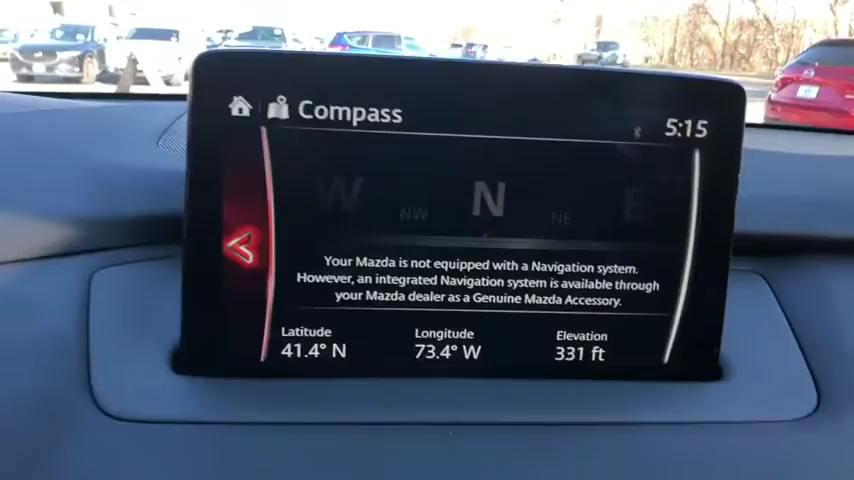 Compass
5:15
W NW N NE E
Your Mazda is not equipped with a Navigation system.
However, an integrated Navigation system is available through
your Mazda dealer as a Genuine Mazda Accessory.
Latitude Longitude Elevation
41.4° N 73.4° W 331 ft